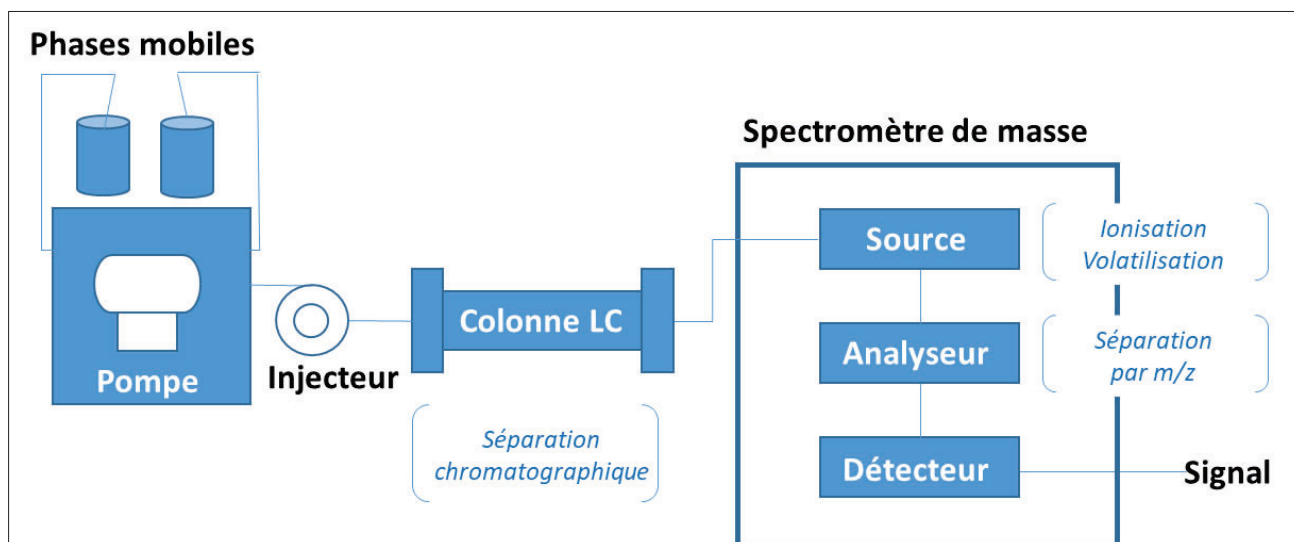 Phases mobiles
Pompe
Injecteur
Colonne LC
Séparation
chromatographique
Spectromètre de masse
Source
Ionisation
Volatilisation
Analyseur
Séparation
par m/z
Détecteur
Signal